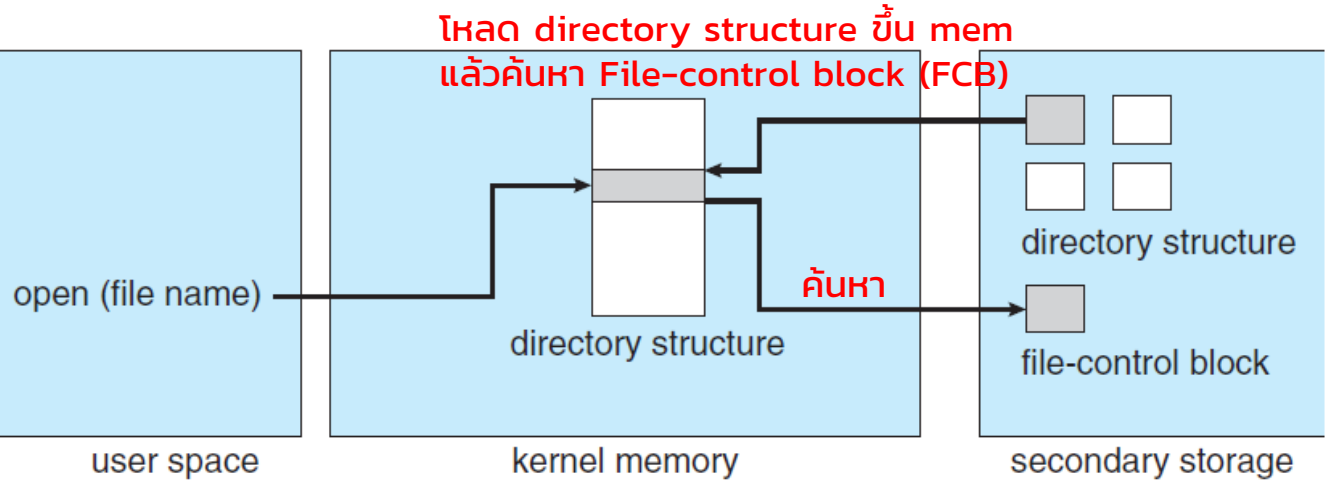 โหลด directory structure ขึ้น mem
แล้วค้นหา File-control block (FCB)
directory structure
open (file name)
ค้นหา
directory structure
file-control block
user space
kernel memory
secondary storage